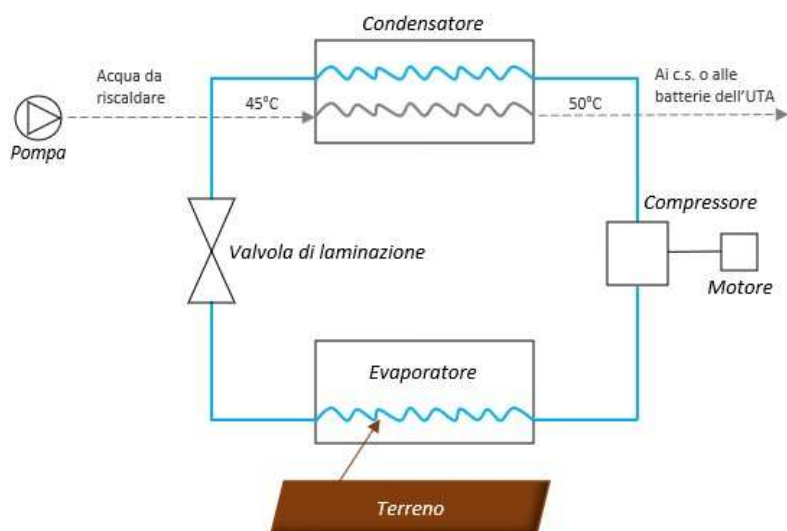 Condensatore
Acqua da
riscaldare
45°C
50°C
Ai c.s. o alle
batterie dell'UTA
Pompa
Compressore
Valvola di laminazione
Motore
Evaporatore
Terreno